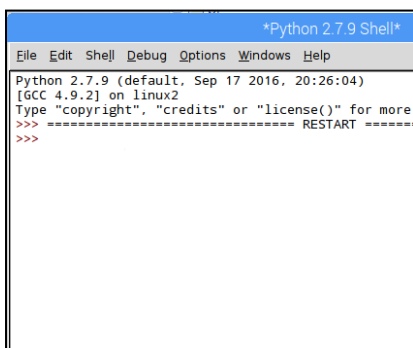 *Python 2.7.9 Shell*
File Edit Shell Debug Options Windows Help
Python 2.7.9 (default, Sep 17 2016, 20:26:04)
[GCC 4.9.2] on linux2
Type "copyright", "credits" or "license()" for more
>>> ================================ RESTART ======
>>>